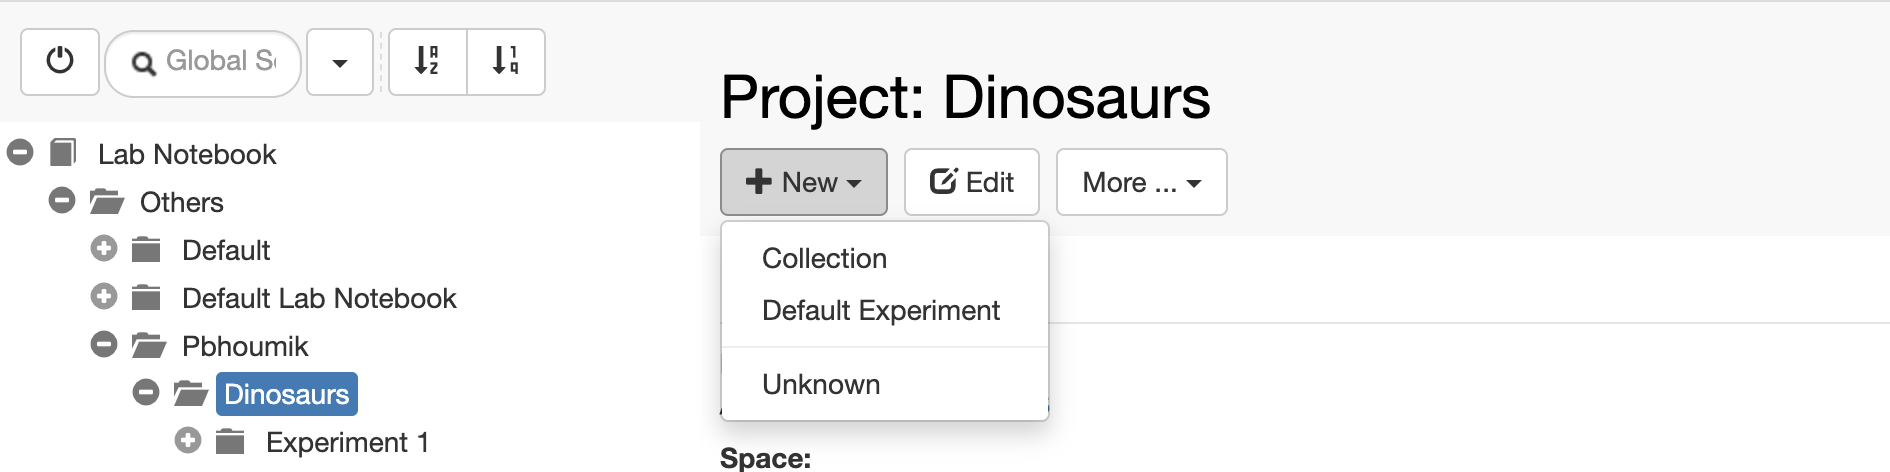 Global S
Project: Dinosaurs
New
Edit
More ...
Lab Notebook
Others
Default
Default Lab Notebook
Pbhoumik
Dinosaurs
Experiment 1
Collection
Default Experiment
Unknown
Space: